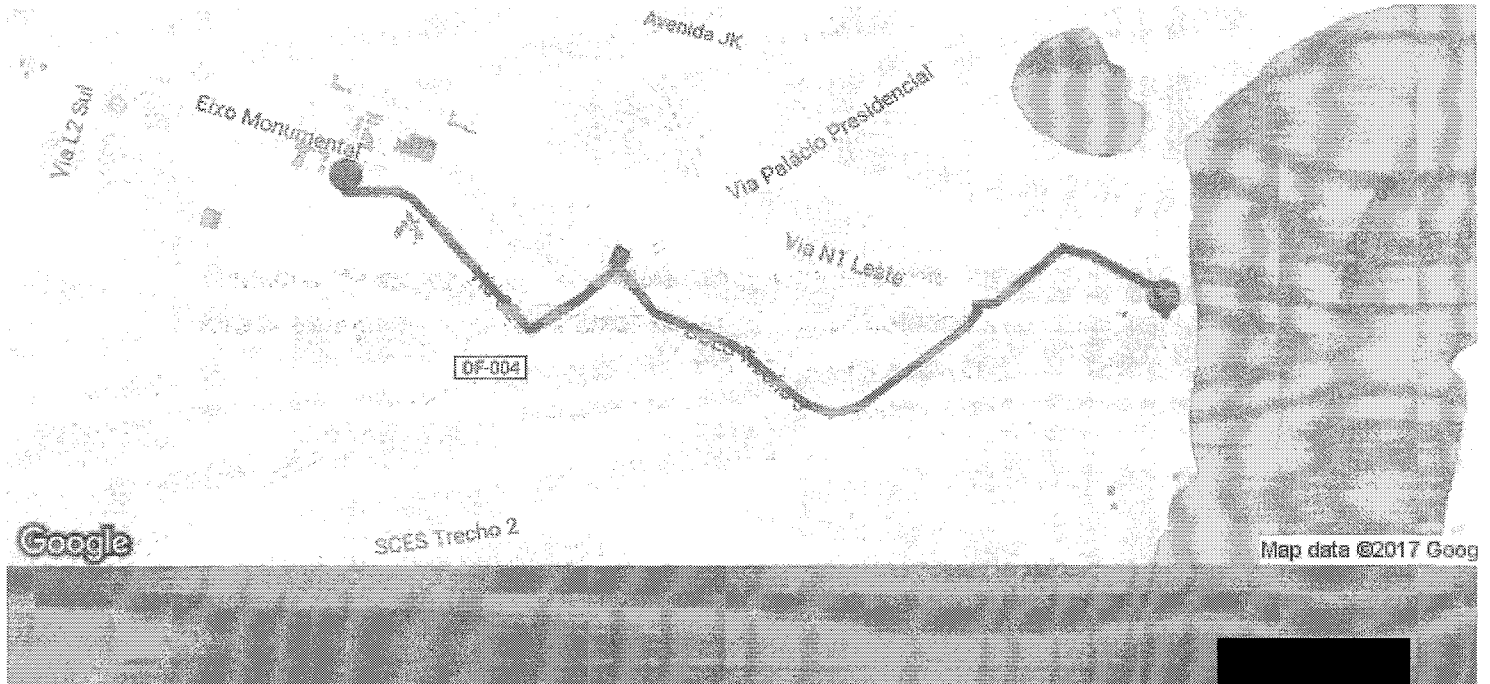 Avenida JK
Via L2 Sul
Eixo Monumental
Via Palácio Presidencial
Via N1 Leste
DF-004
SCES Trecho 2
Google
Map data ©2017 Goog